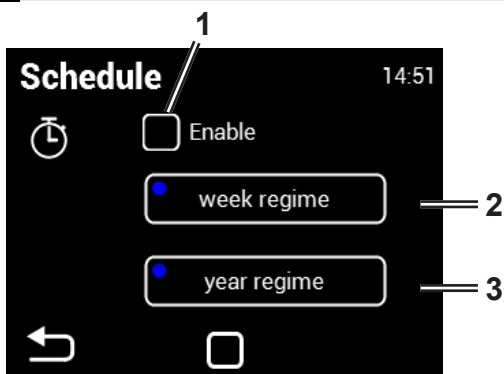 1
Schedule 14:51
Enable
week regime 2
year regime 3